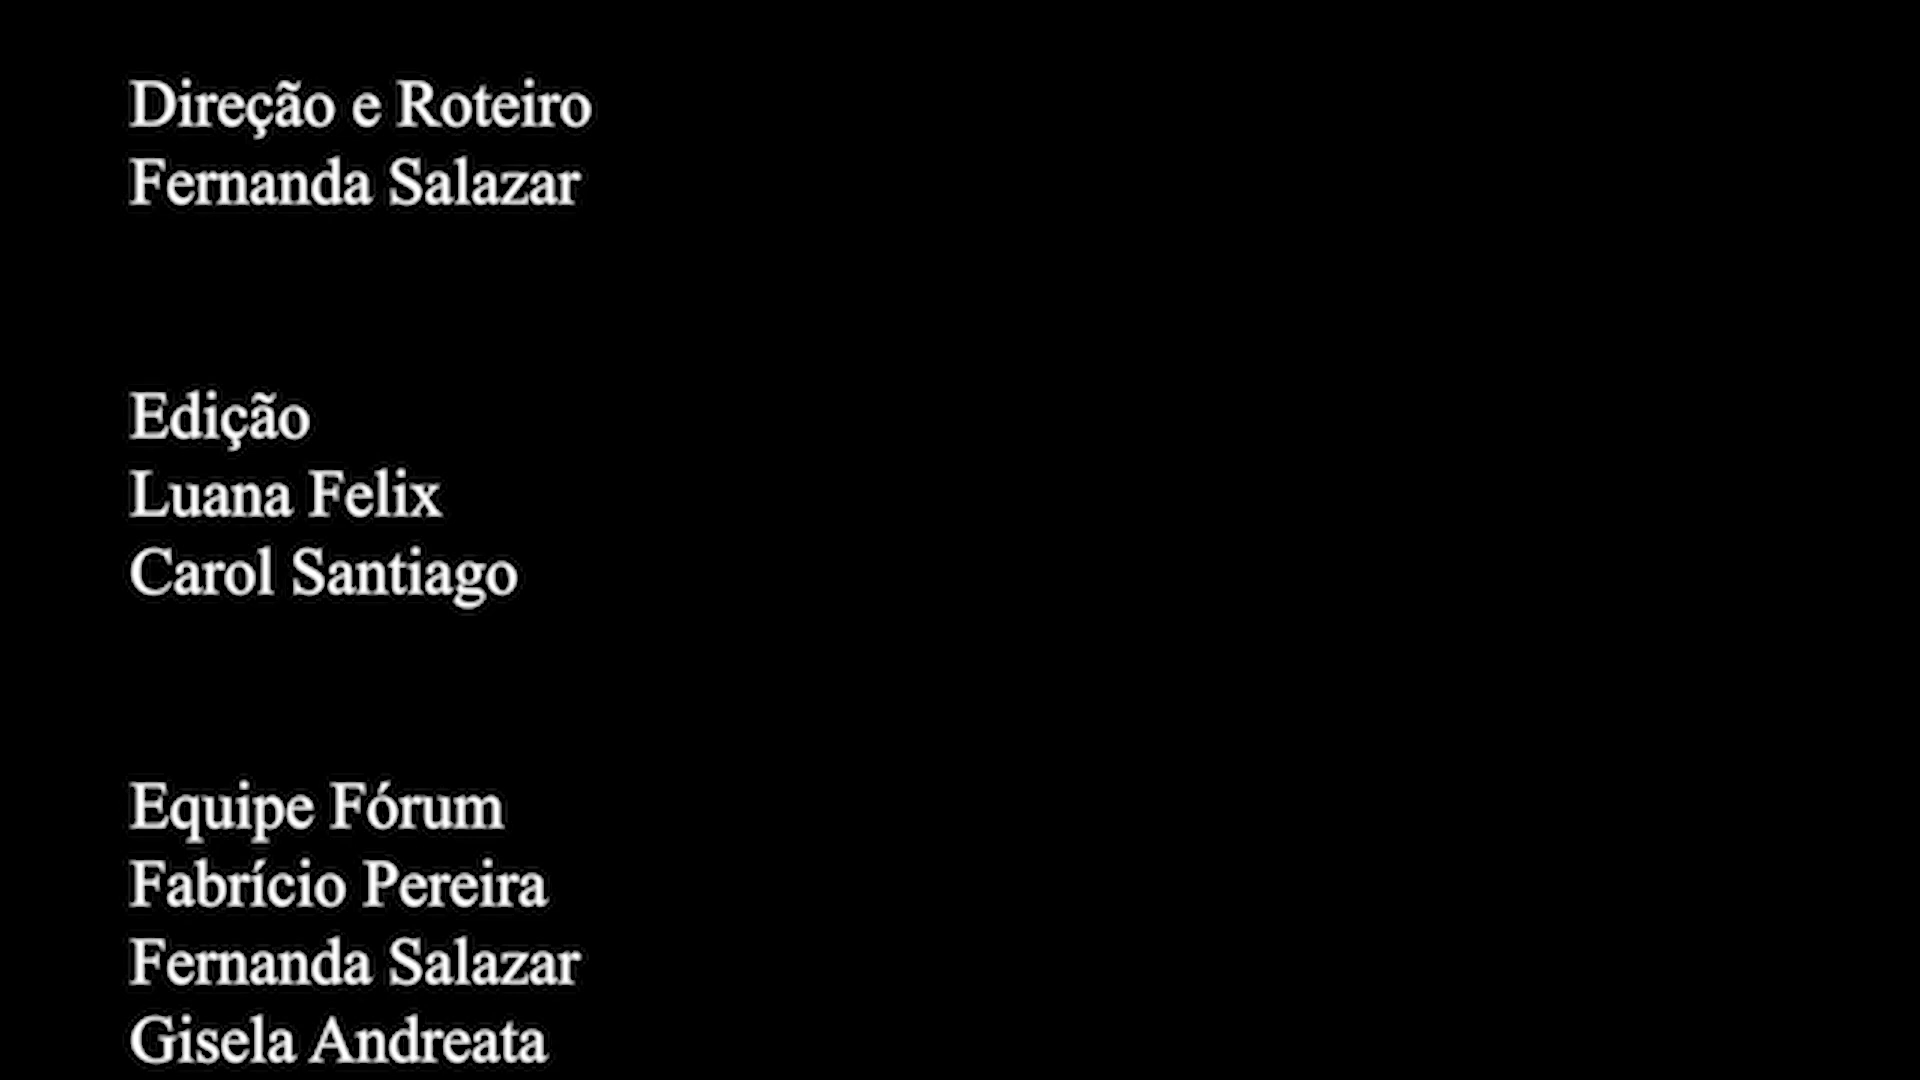 Direção e Roteiro
Fernanda Salazar
Edição
Luana Felix
Carol Santiago
Equipe Fórum
Fabrício Pereira
Fernanda Salazar
Gisela Andreata